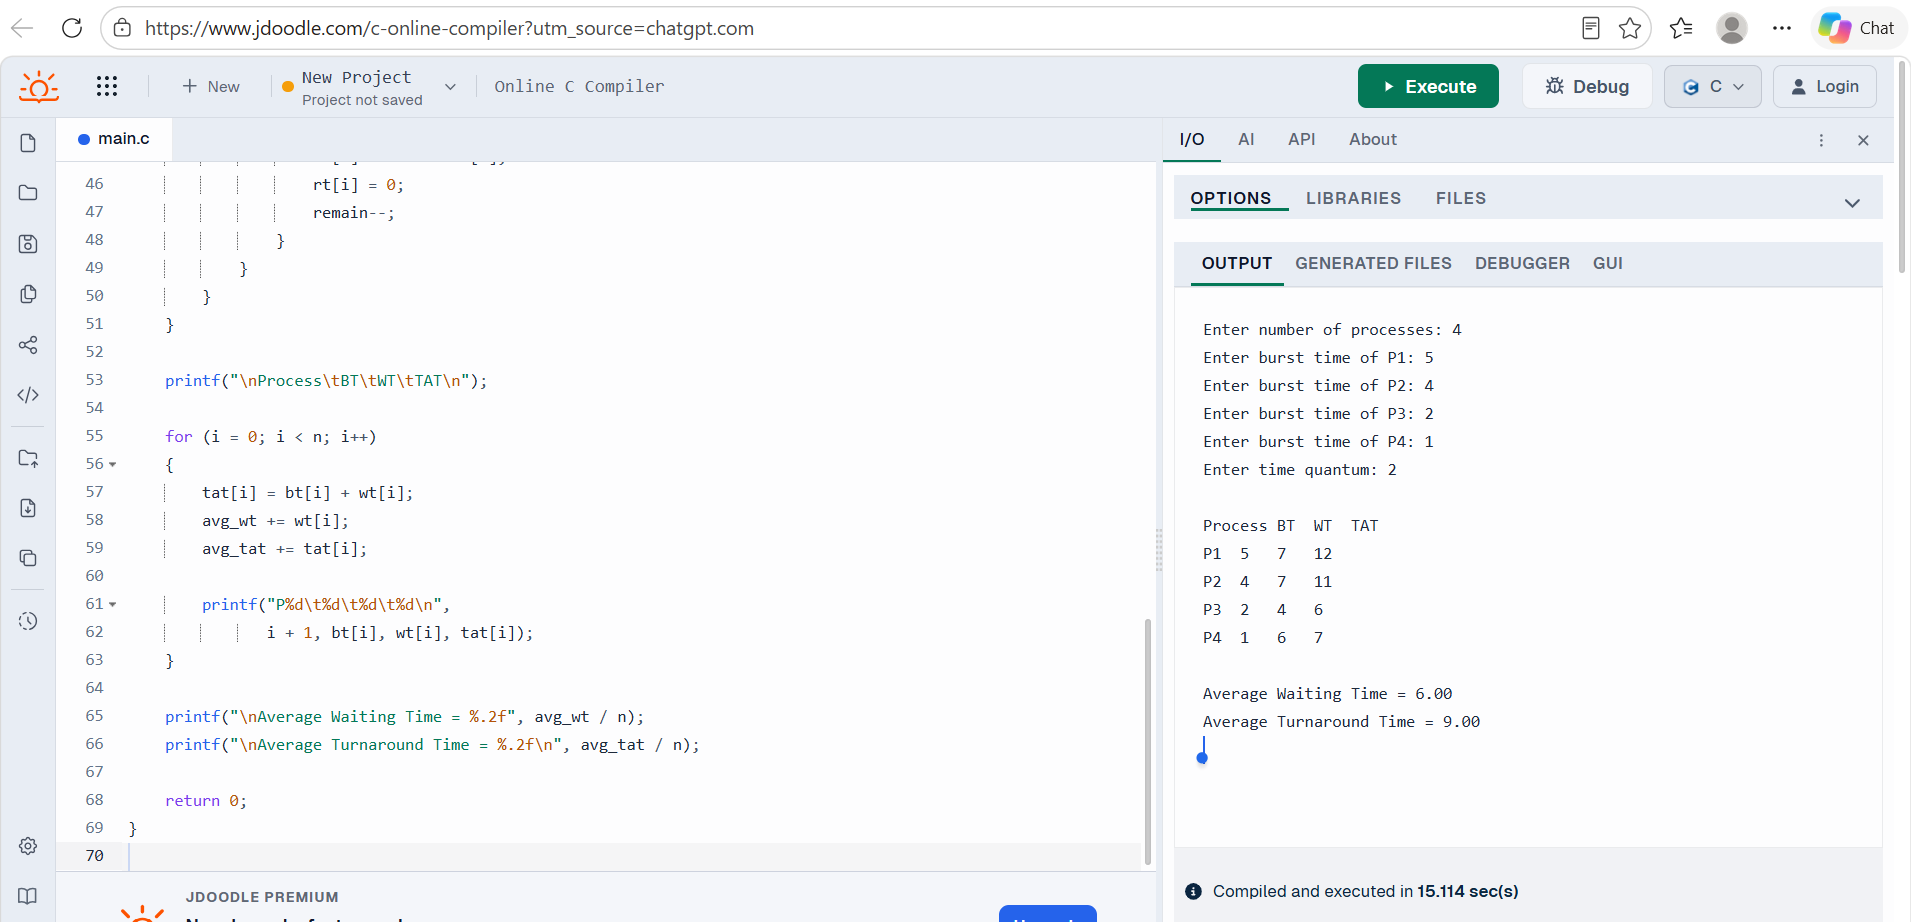 https://www.jdoodle.com/c-online-compiler?utm_source=chatgpt.com
Chat
New
New Project
Project not saved
Online C Compiler
Execute
Debug
C
Login
main.c
46 rt[i] = 0;
47 remain--;
48 }
49 }
50 }
51 }
52
53 printf("\nProcess\tBT\tWT\tTAT\n");
54
55 for (i = 0; i < n; i++)
56 {
57 tat[i] = bt[i] + wt[i];
58 avg_wt += wt[i];
59 avg_tat += tat[i];
60
61 printf("P%d\t%d\t%d\t%d\n",
62 i + 1, bt[i], wt[i], tat[i]);
63 }
64
65 printf("\nAverage Waiting Time = %.2f", avg_wt / n);
66 printf("\nAverage Turnaround Time = %.2f\n", avg_tat / n);
67
68 return 0;
69 }
70
JDOODLE PREMIUM
I/O AI API About
OPTIONS LIBRARIES FILES
OUTPUT GENERATED FILES DEBUGGER GUI
Enter number of processes: 4
Enter burst time of P1: 5
Enter burst time of P2: 4
Enter burst time of P3: 2
Enter burst time of P4: 1
Enter time quantum: 2
Process BT WT TAT
P1 5 7 12
P2 4 7 11
P3 2 4 6
P4 1 6 7
Average Waiting Time = 6.00
Average Turnaround Time = 9.00
Compiled and executed in 15.114 sec(s)